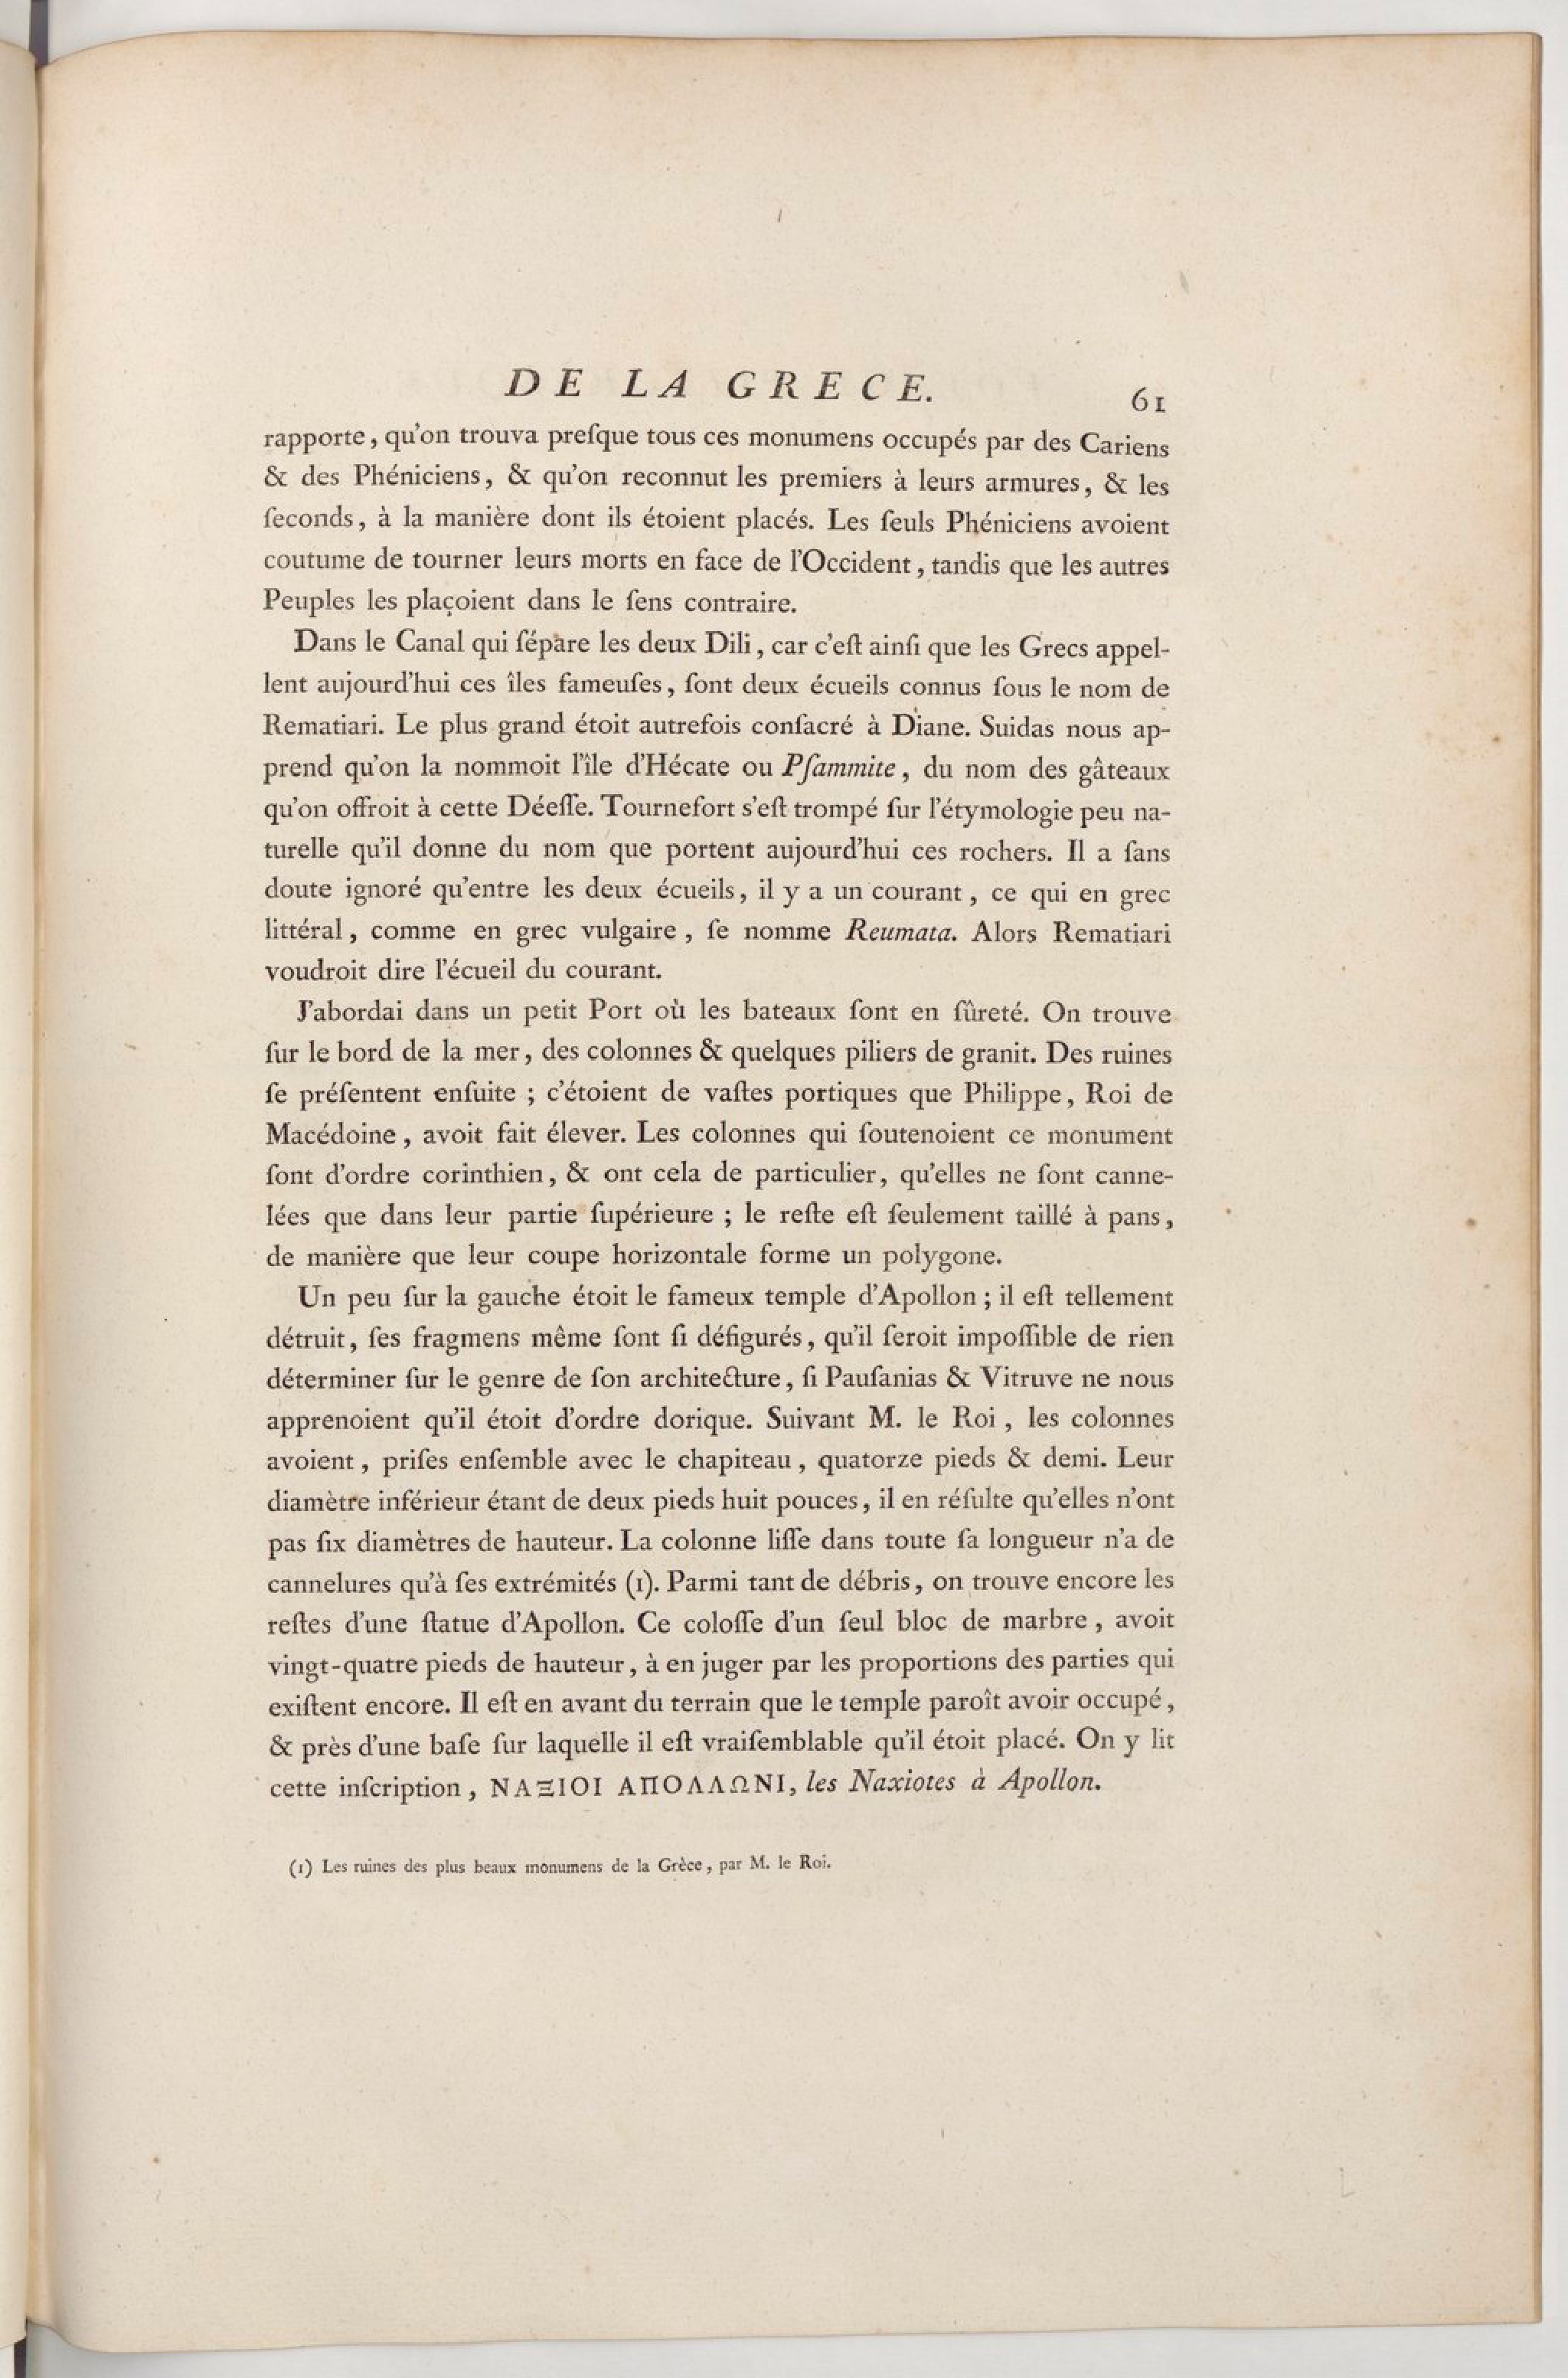 DE LA GRECE.
61
rapporte, qu'on trouva preſque tous ces monumens occupés par des Cariens
& des Phéniciens, & qu'on reconnut les premiers à leurs armures, & les
ſeconds, à la manière dont ils étoient placés. Les ſeuls Phéniciens avoient
coutume de tourner leurs morts en face de l'Occident, tandis que les autres
Peuples les plaçoient dans le ſens contraire.
Dans le Canal qui ſépare les deux Dili, car c'eſt ainſi que les Grecs appel-
lent aujourd'hui ces îles fameuſes, ſont deux écueils connus ſous le nom de
Rematiari. Le plus grand étoit autrefois conſacré à Diane. Suidas nous ap-
prend qu'on la nommoit l'île d'Hécate ou Pſammite, du nom des gâteaux
qu'on offroit à cette Déeſſe. Tournefort s'eſt trompé ſur l'étymologie peu na-
turelle qu'il donne du nom que portent aujourd'hui ces rochers. Il a ſans
doute ignoré qu'entre les deux écueils, il y a un courant, ce qui en grec
littéral, comme en grec vulgaire, ſe nomme Reumata. Alors Rematiari
voudroit dire l'écueil du courant.
J'abordai dans un petit Port où les bateaux ſont en ſûreté. On trouve
ſur le bord de la mer, des colonnes & quelques piliers de granit. Des ruines
ſe préſentent enſuite ; c'étoient de vaſtes portiques que Philippe, Roi de
Macédoine, avoit fait élever. Les colonnes qui ſoutenoient ce monument
ſont d'ordre corinthien, & ont cela de particulier, qu'elles ne ſont canne-
lées que dans leur partie ſupérieure ; le reſte eſt ſeulement taillé à pans,
de manière que leur coupe horizontale forme un polygone.
Un peu ſur la gauche étoit le fameux temple d'Apollon ; il eſt tellement
détruit, ſes fragmens même ſont ſi défigurés, qu'il ſeroit impoſſible de rien
déterminer ſur le genre de ſon architecture, ſi Pauſanias & Vitruve ne nous
apprenoient qu'il étoit d'ordre dorique. Suivant M. le Roi, les colonnes
avoient, priſes enſemble avec le chapiteau, quatorze pieds & demi. Leur
diamètre inférieur étant de deux pieds huit pouces, il en réſulte qu'elles n'ont
pas ſix diamètres de hauteur. La colonne liſſe dans toute ſa longueur n'a de
cannelures qu'à ſes extrémités (1). Parmi tant de débris, on trouve encore les
reſtes d'une ſtatue d'Apollon. Ce coloſſe d'un ſeul bloc de marbre, avoit
vingt-quatre pieds de hauteur, à en juger par les proportions des parties qui
exiſtent encore. Il eſt en avant du terrain que le temple paroît avoir occupé,
& près d'une baſe ſur laquelle il eſt vraiſemblable qu'il étoit placé. On y lit
cette inſcription, ΝΑΞΙΟΙ ΑΠΟΛΛΩΝΙ, les Naxiotes à Apollon.
(1) Les ruines des plus beaux monumens de la Grèce, par M. le Roi.